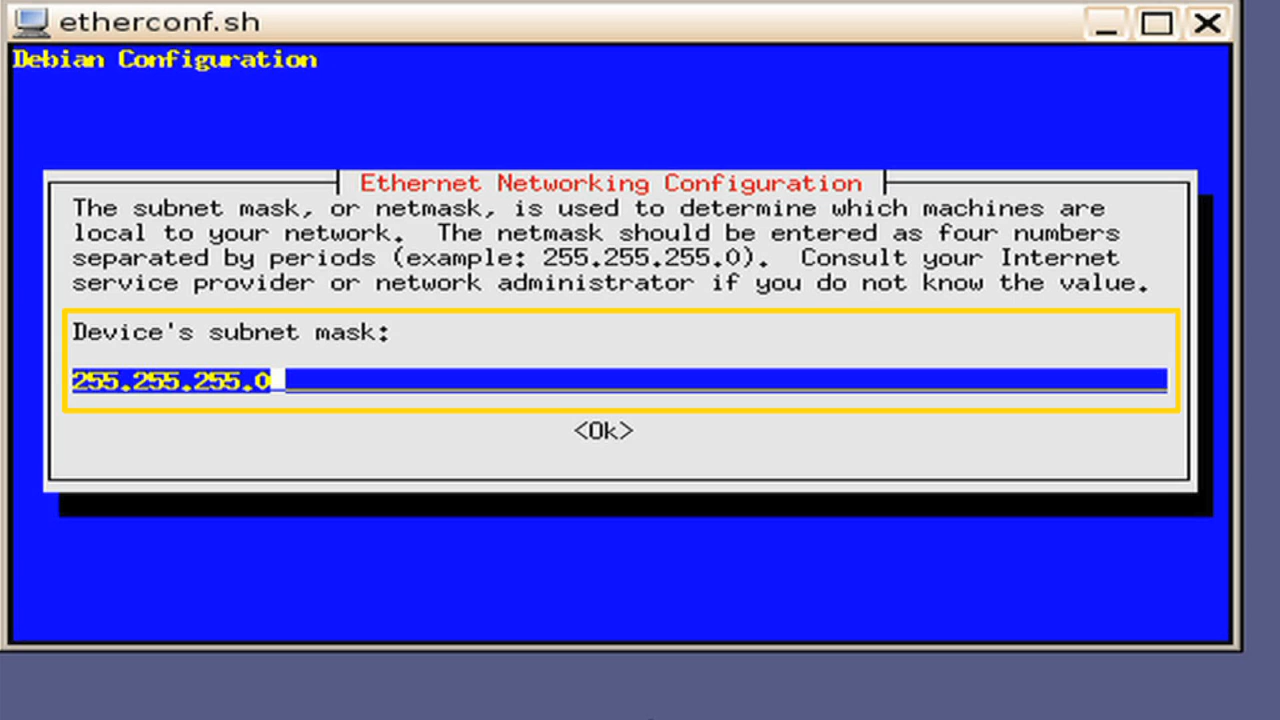 etherconf.sh
Debian Configuration
Ethernet Networking Configuration
The subnet mask, or netmask, is used to determine which machines are
local to your network.  The netmask should be entered as four numbers
separated by periods (example: 255.255.255.0).  Consult your Internet
service provider or network administrator if you do not know the value.
Device's subnet mask:
255.255.255.0
<Ok>